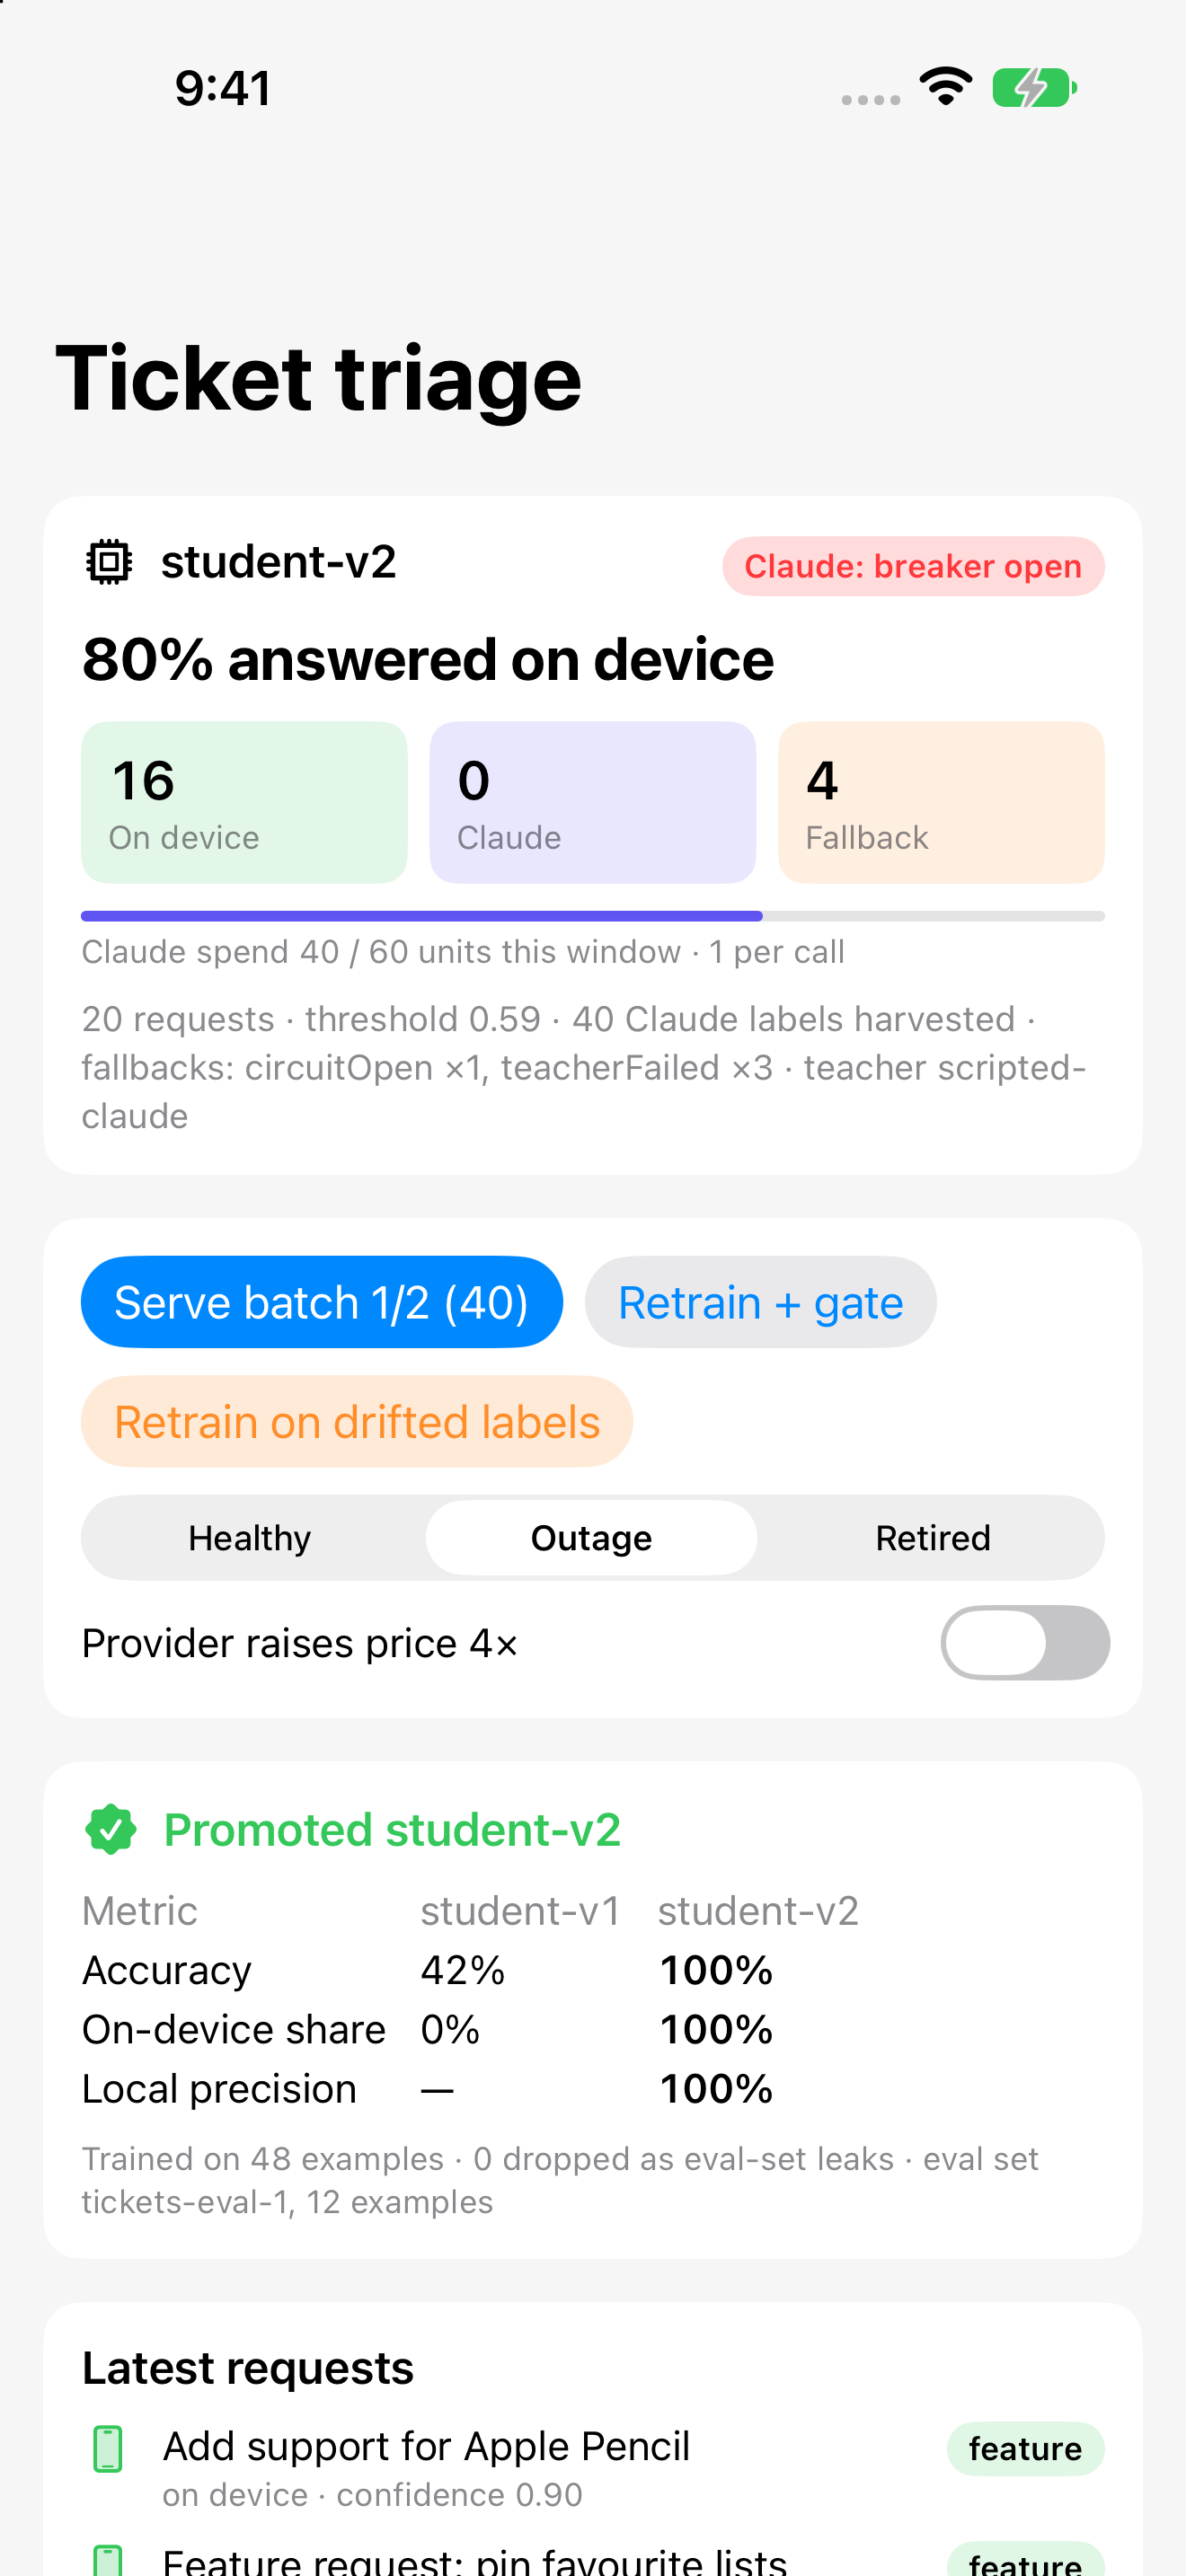 9:41
Ticket triage
student-v2
Claude: breaker open
80% answered on device
16
On device
0
Claude
4
Fallback
Claude spend 40 / 60 units this window · 1 per call
20 requests · threshold 0.59 · 40 Claude labels harvested ·
fallbacks: circuitOpen ×1, teacherFailed ×3 · teacher scripted-
claude
Serve batch 1/2 (40)
Retrain + gate
Retrain on drifted labels
Healthy
Outage
Retired
Provider raises price 4×
Promoted student-v2
Metric student-v1 student-v2
Accuracy 42% 100%
On-device share 0% 100%
Local precision — 100%
Trained on 48 examples · 0 dropped as eval-set leaks · eval set
tickets-eval-1, 12 examples
Latest requests
Add support for Apple Pencil
feature
on device · confidence 0.90
Feature request: pin favourite lists
feature